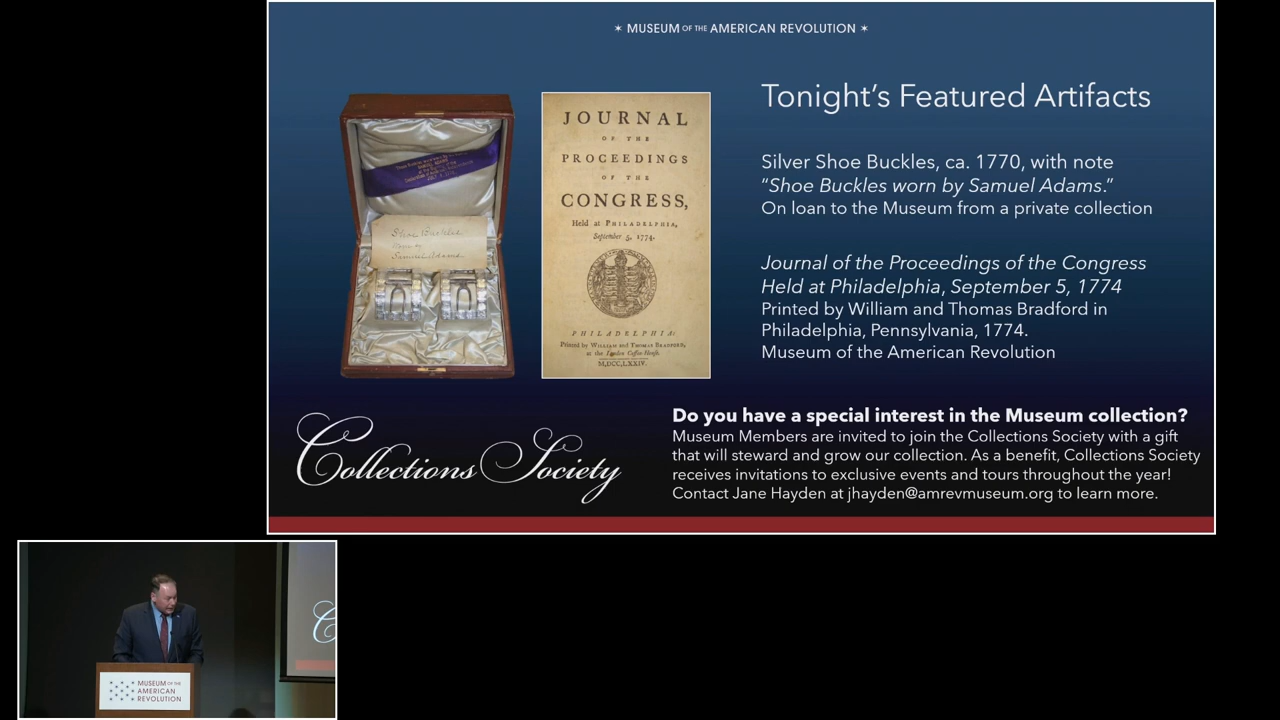 MUSEUM OF THE AMERICAN REVOLUTION
Tonight's Featured Artifacts
Silver Shoe Buckles, ca. 1770, with note
“Shoe Buckles worn by Samuel Adams.”
On loan to the Museum from a private collection
Journal of the Proceedings of the Congress
Held at Philadelphia, September 5, 1774
Printed by William and Thomas Bradford in
Philadelphia, Pennsylvania, 1774.
Museum of the American Revolution
Shoe Buckles
worn by
Samuel Adams
JOURNAL
OF THE
PROCEEDINGS
OF THE
CONGRESS,
Held at PHILADELPHIA,
September 5, 1774.
PHILADELPHIA:
Printed by WILLIAM and THOMAS BRADFORD,
at the London Coffee-House.
M,DCC,LXXIV.
Collections Society
Do you have a special interest in the Museum collection?
Museum Members are invited to join the Collections Society with a gift
that will steward and grow our collection. As a benefit, Collections Society
receives invitations to exclusive events and tours throughout the year!
Contact Jane Hayden at jhayden@amrevmuseum.org to learn more.
C
MUSEUM OF THE
AMERICAN
REVOLUTION